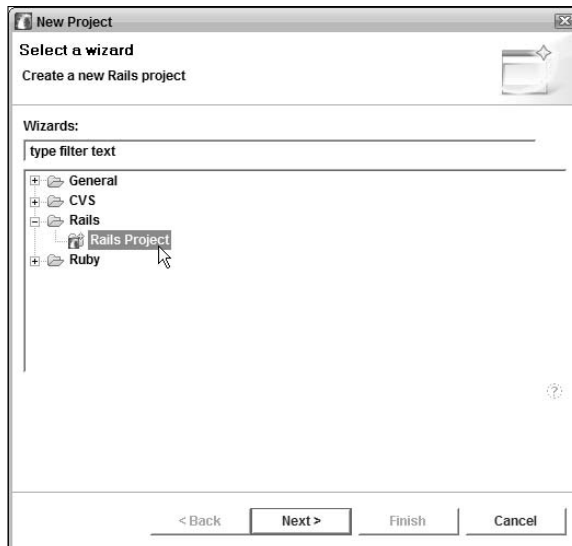 New Project
Select a wizard
Create a new Rails project
Wizards:
type filter text
General
CVS
Rails
Rails Project
Ruby
?
< Back Next > Finish Cancel